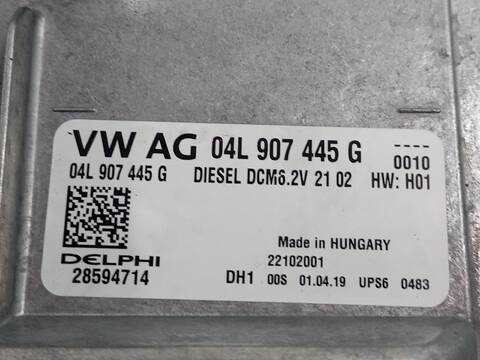 VW AG 04L 907 445 G ----
0010
04L 907 445 G DIESEL DCM6.2V 21 02 HW: H01
Made in HUNGARY
DELPHI 22102001
28594714 DH1 00S 01.04.19 UPS6 0483